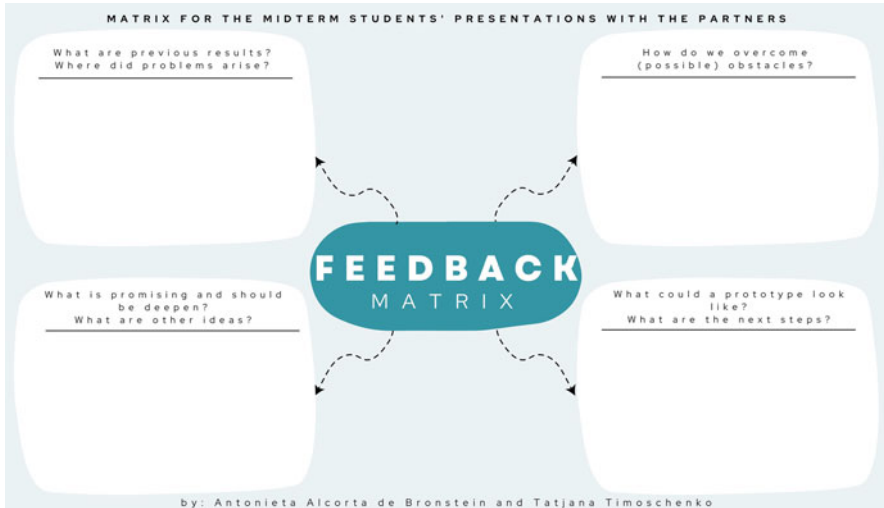 MATRIX FOR THE MIDTERM STUDENTS' PRESENTATIONS WITH THE PARTNERS
What are previous results?
Where did problems arise?
How do we overcome
(possible) obstacles?
FEEDBACK
MATRIX
What is promising and should
be deepen?
What are other ideas?
What could a prototype look
like?
What are the next steps?
by: Antonieta Alcorta de Bronstein and Tatjana Timoschenko